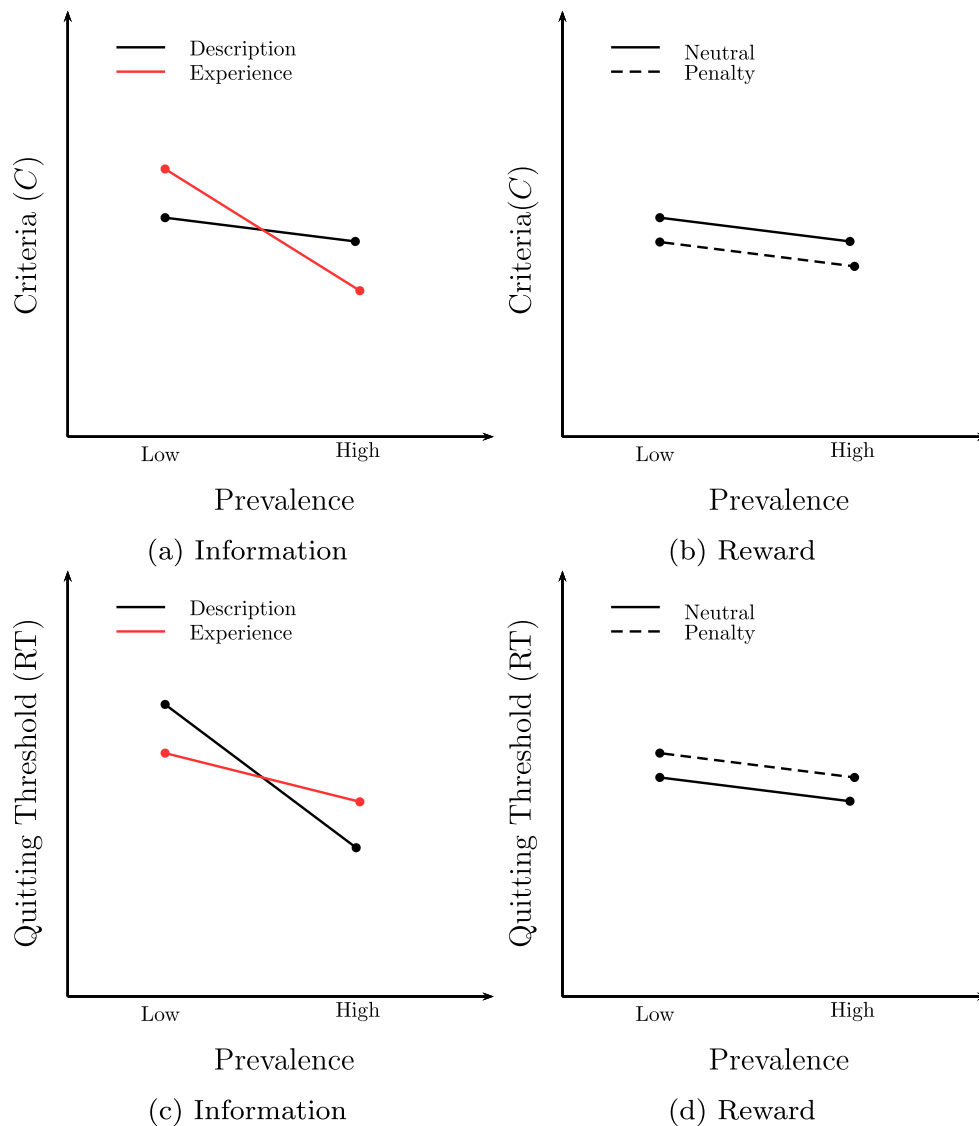 Description
Experience
Criteria (C)
Low
High
Prevalence
(a) Information
Neutral
Penalty
Criteria(C)
Low
High
Prevalence
(b) Reward
Description
Experience
Quitting Threshold (RT)
Low
High
Prevalence
(c) Information
Neutral
Penalty
Quitting Threshold (RT)
Low
High
Prevalence
(d) Reward